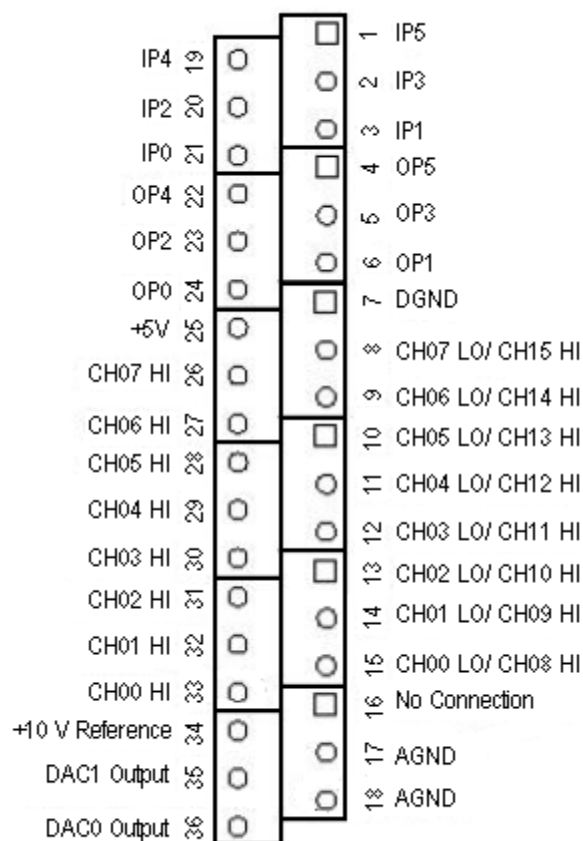 1 IP5
IP4 19
2 IP3
IP2 20
3 IP1
IP0 21
4 OP5
OP4 22
5 OP3
OP2 23
6 OP1
OP0 24
7 DGND
+5V 25
8 CH07 LO/ CH15 HI
CH07 HI 26
9 CH06 LO/ CH14 HI
CH06 HI 27
10 CH05 LO/ CH13 HI
CH05 HI 28
11 CH04 LO/ CH12 HI
CH04 HI 29
12 CH03 LO/ CH11 HI
CH03 HI 30
13 CH02 LO/ CH10 HI
CH02 HI 31
14 CH01 LO/ CH09 HI
CH01 HI 32
15 CH00 LO/ CH08 HI
CH00 HI 33
16 No Connection
+10 V Reference 34
17 AGND
DAC1 Output 35
18 AGND
DAC0 Output 36